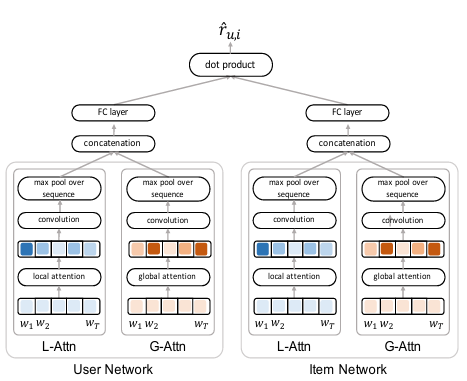 r̂u,i
dot product
FC layer FC layer
concatenation concatenation
max pool over sequence max pool over sequence max pool over sequence max pool over sequence
convolution convolution convolution convolution
local attention global attention local attention global attention
w1 w2 wT w1 w2 wT w1 w2 wT w1 w2 wT
L-Attn G-Attn L-Attn G-Attn
User Network Item Network